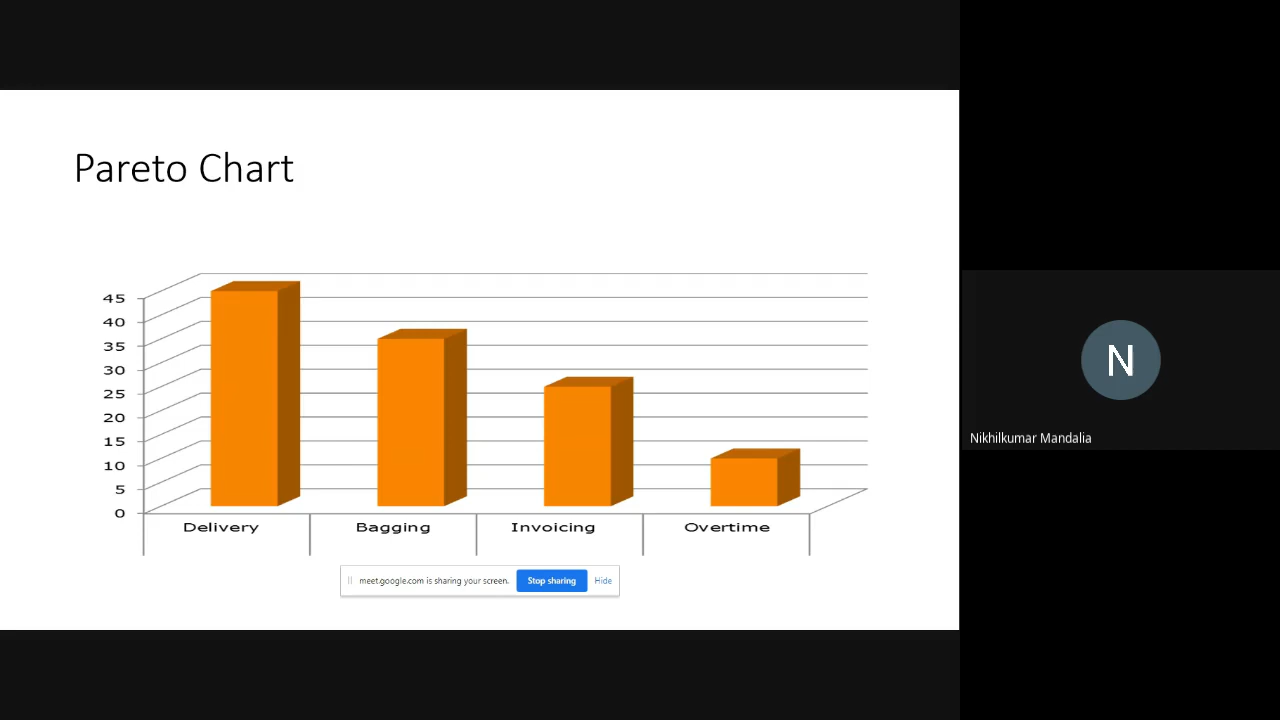 Pareto Chart
45
40
35
30
25
20
15
10
5
0
Delivery Bagging Invoicing Overtime
meet.google.com is sharing your screen. Stop sharing Hide
N
Nikhilkumar Mandalia